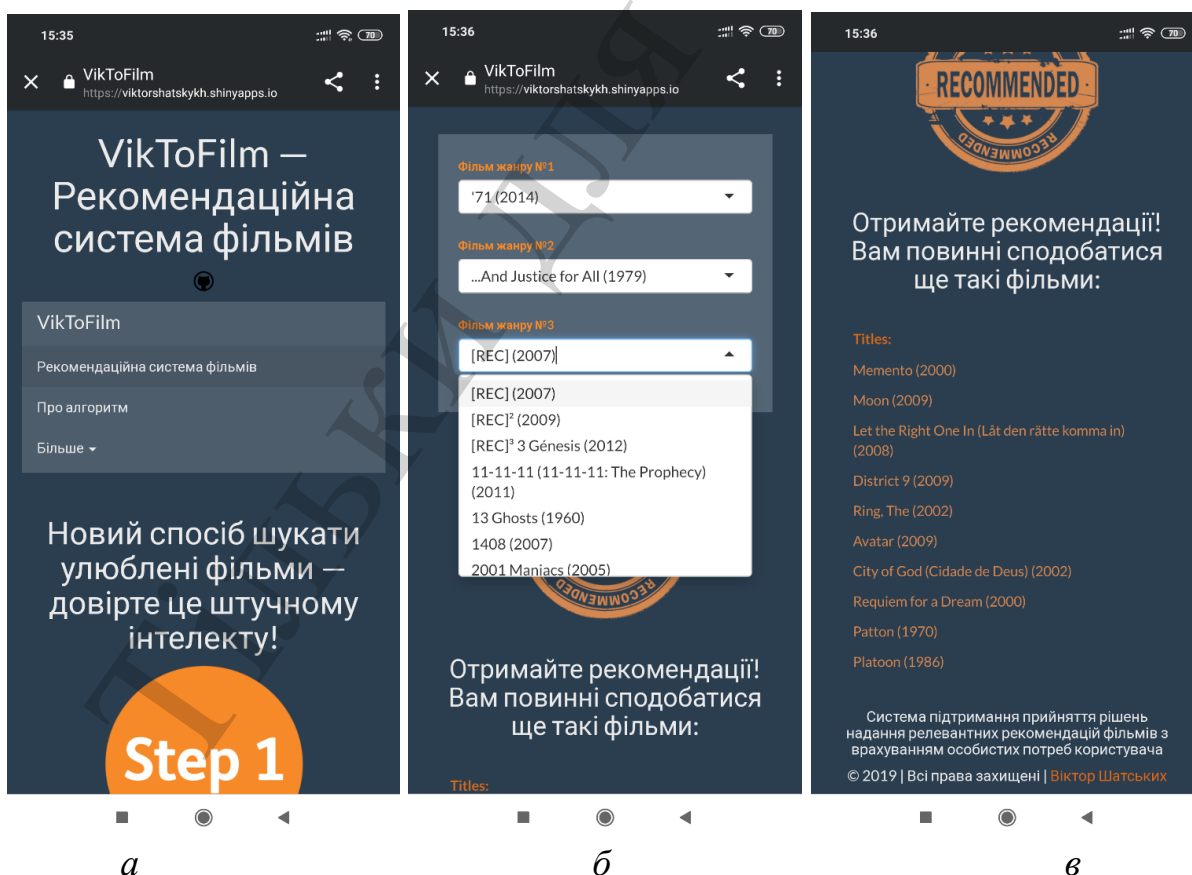 15:35
70
VikToFilm
https://viktorshatskykh.shinyapps.io
VikToFilm —
Рекомендаційна
система фільмів
VikToFilm
Рекомендаційна система фільмів
Про алгоритм
Більше
Новий спосіб шукати
улюблені фільми —
довірте це штучному
інтелекту!
Step 1
а
15:36
70
VikToFilm
https://viktorshatskykh.shinyapps.io
Фільм жанру №1
'71 (2014)
Фільм жанру №2
...And Justice for All (1979)
Фільм жанру №3
[REC] (2007)
[REC] (2007)
[REC]² (2009)
[REC]³ 3 Génesis (2012)
11-11-11 (11-11-11: The Prophecy)
(2011)
13 Ghosts (1960)
1408 (2007)
2001 Maniacs (2005)
RECOMMENDED
Отримайте рекомендації!
Вам повинні сподобатися
ще такі фільми:
Titles:
б
15:36
70
RECOMMENDED
RECOMMENDED
Отримайте рекомендації!
Вам повинні сподобатися
ще такі фільми:
Titles:
Memento (2000)
Moon (2009)
Let the Right One In (Låt den rätte komma in)
(2008)
District 9 (2009)
Ring, The (2002)
Avatar (2009)
City of God (Cidade de Deus) (2002)
Requiem for a Dream (2000)
Patton (1970)
Platoon (1986)
Система підтримання прийняття рішень
надання релевантних рекомендацій фільмів з
врахуванням особистих потреб користувача
© 2019 | Всі права захищені | Віктор Шатських
в
Тільки для